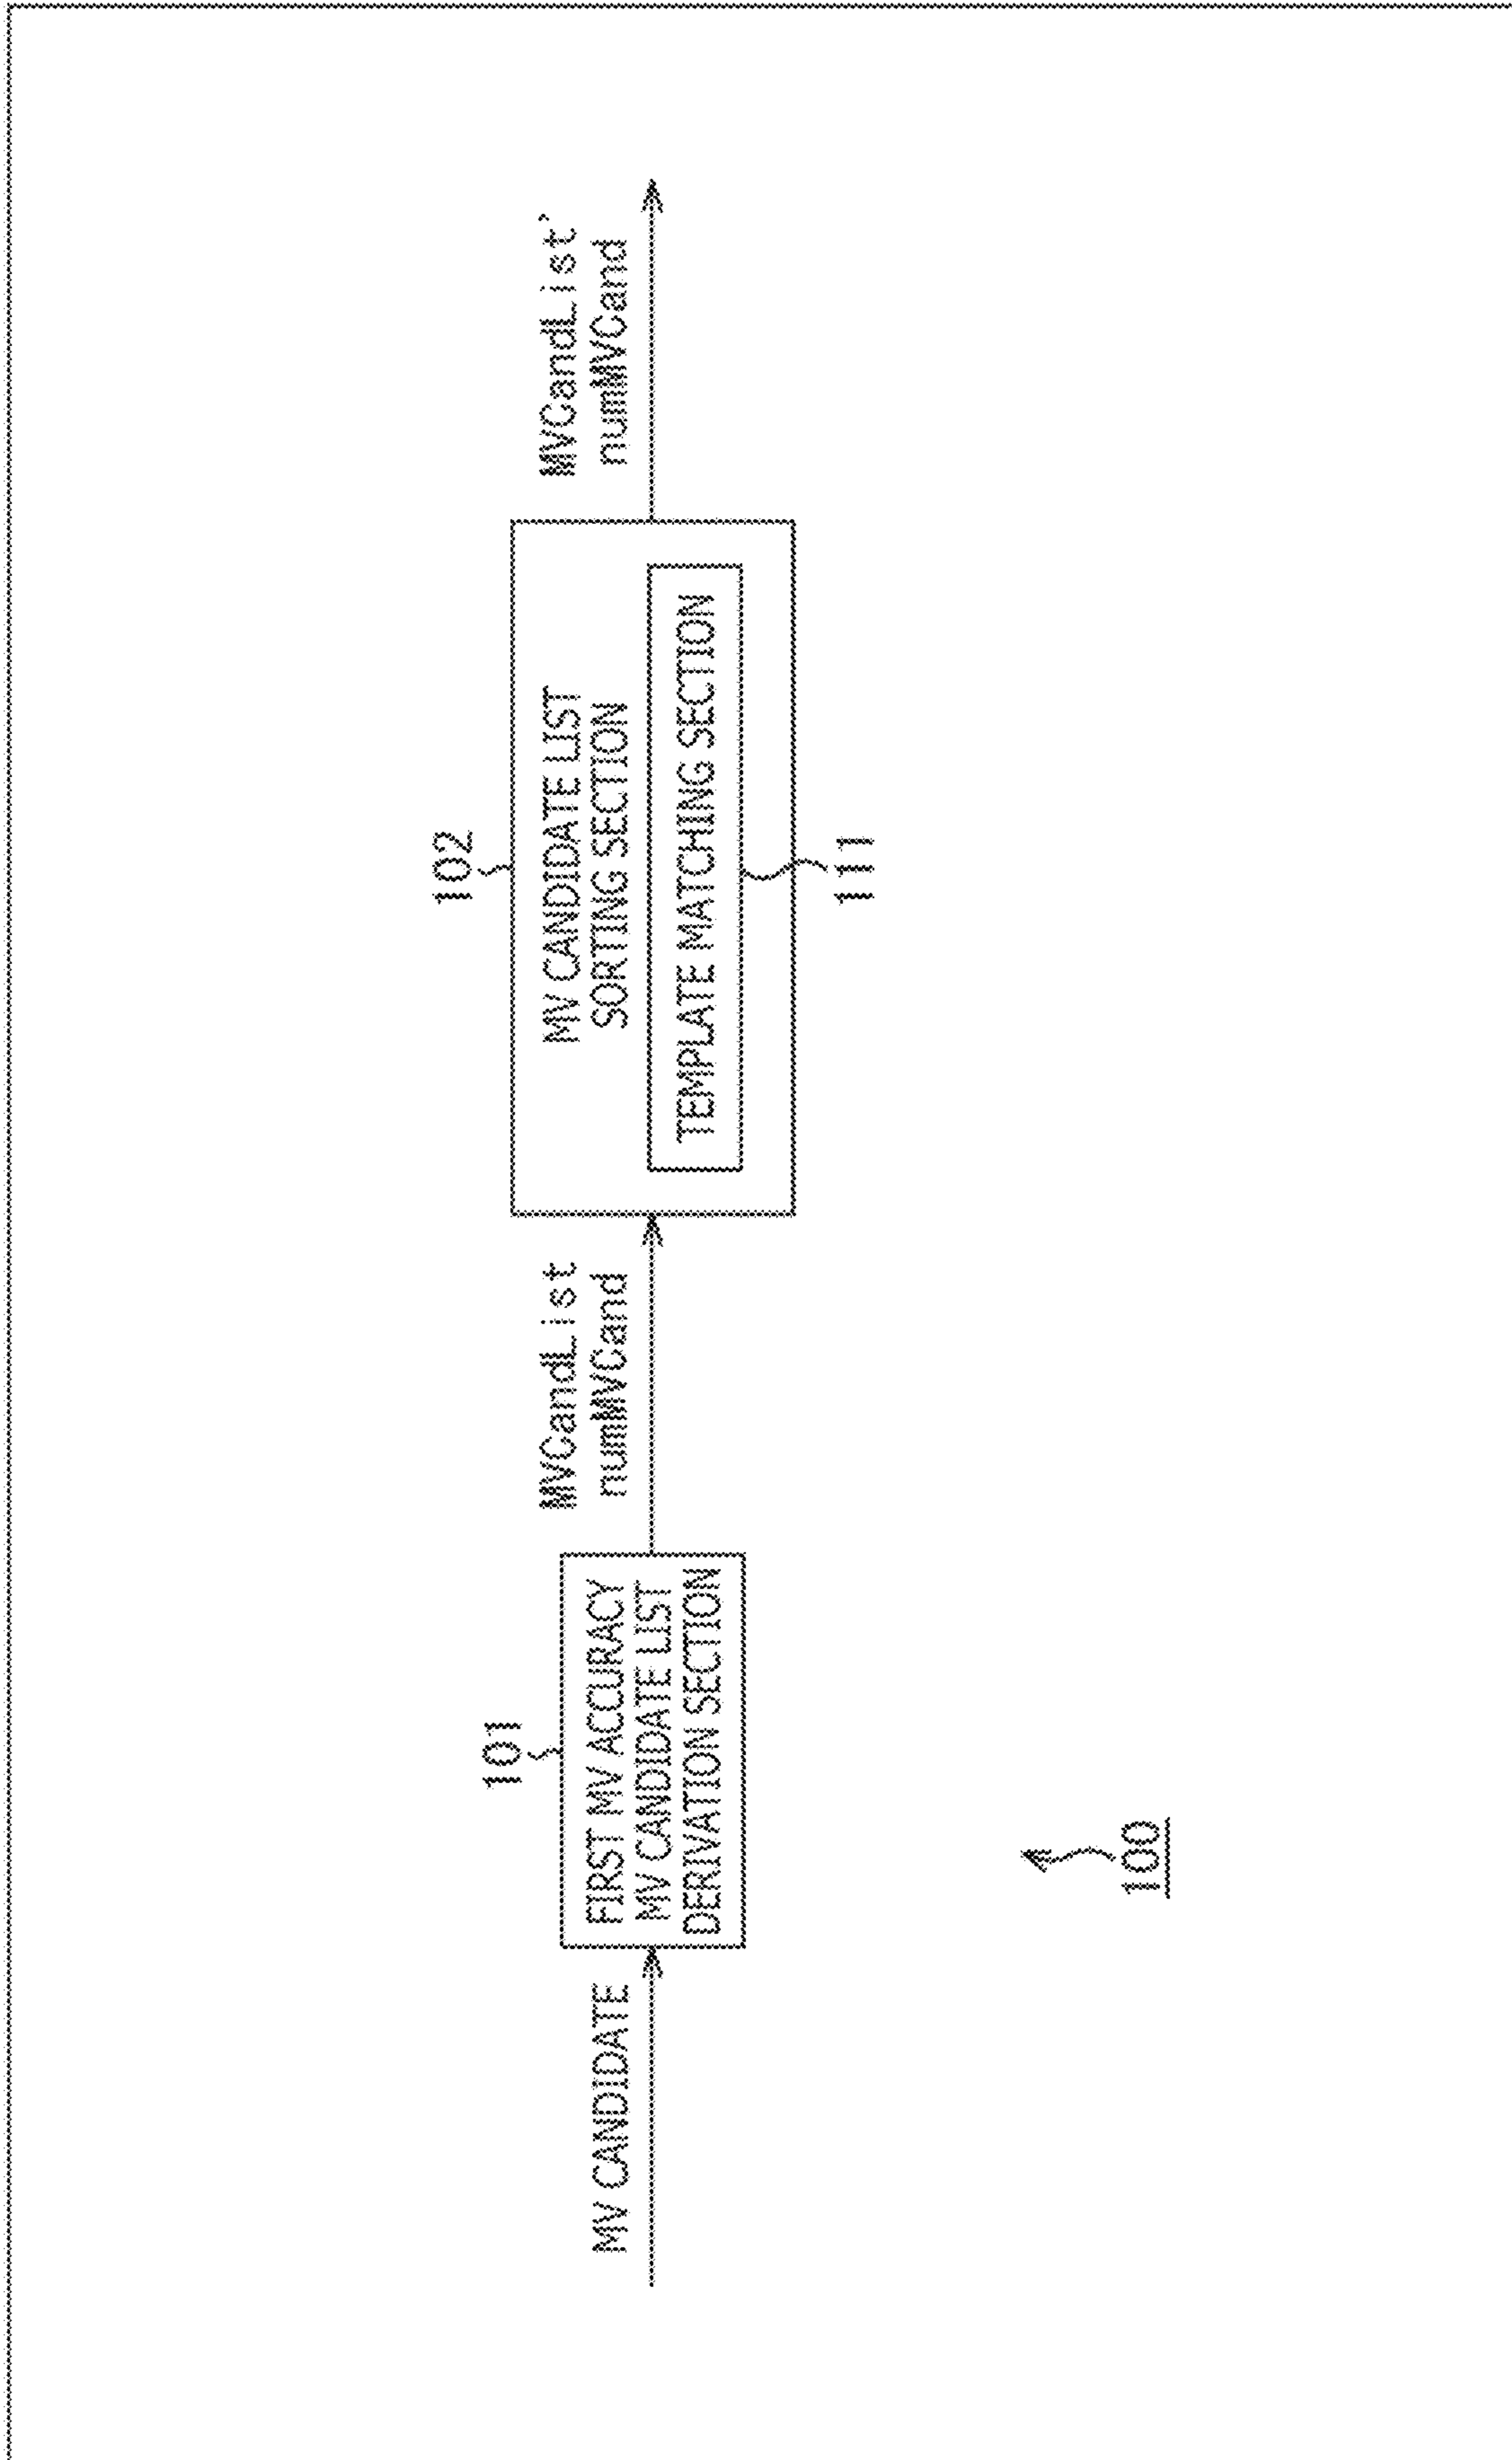 MV CANDIDATE
101
FIRST MV ACCURACY
MV CANDIDATE LIST
DERIVATION SECTION
MVCandList
numMVCand
102
MV CANDIDATE LIST
SORTING SECTION
TEMPLATE MATCHING SECTION
111
MVCandList'
numMVCand
100